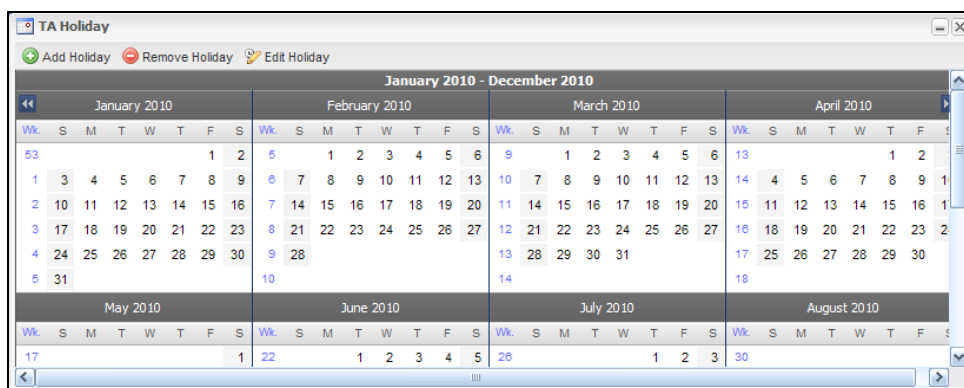 TA Holiday
Add Holiday Remove Holiday Edit Holiday
January 2010 - December 2010
January 2010 February 2010 March 2010 April 2010
Wk. S M T W T F S Wk. S M T W T F S Wk. S M T W T F S Wk. S M T W T F S
53 1 2 5 1 2 3 4 5 6 9 1 2 3 4 5 6 13 1 2
1 3 4 5 6 7 8 9 6 7 8 9 10 11 12 13 10 7 8 9 10 11 12 13 14 4 5 6 7 8 9
2 10 11 12 13 14 15 16 7 14 15 16 17 18 19 20 11 14 15 16 17 18 19 20 15 11 12 13 14 15 16
3 17 18 19 20 21 22 23 8 21 22 23 24 25 26 27 12 21 22 23 24 25 26 27 16 18 19 20 21 22 23
4 24 25 26 27 28 29 30 9 28 13 28 29 30 31 17 25 26 27 28 29 30
5 31 10 14 18
May 2010 June 2010 July 2010 August 2010
Wk. S M T W T F S Wk. S M T W T F S Wk. S M T W T F S Wk. S M T W T F S
17 1 22 1 2 3 4 5 26 1 2 3 30